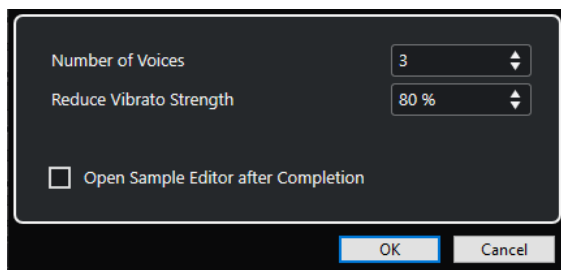 Number of Voices 3
Reduce Vibrato Strength 80 %
Open Sample Editor after Completion
OK Cancel